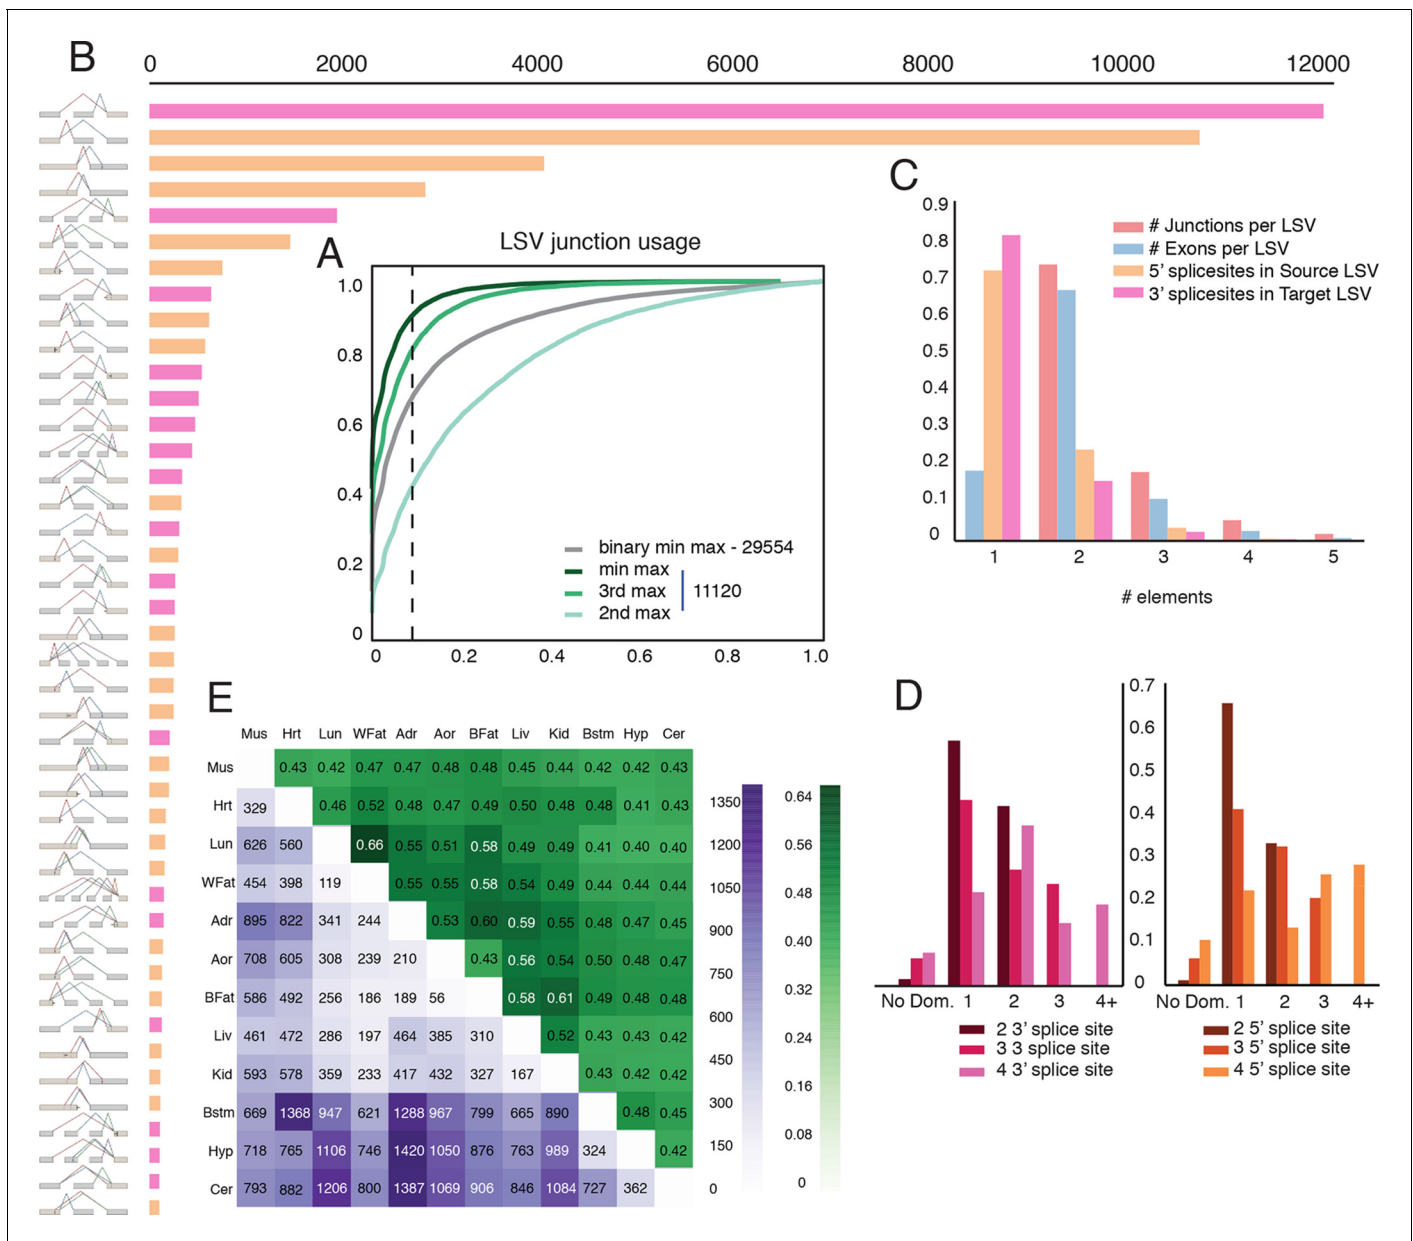 B
0 2000 4000 6000 8000 10000 12000
A
LSV junction usage
1.0
0.8
0.6
0.4
0.2
0
0 0.2 0.4 0.6 0.8 1.0
binary min max - 29554
min max
3rd max
2nd max
11120
C
0.9
0.8
0.7
0.6
0.5
0.4
0.3
0.2
0.1
0
# Junctions per LSV
# Exons per LSV
5' splicesites in Source LSV
3' splicesites in Target LSV
1 2 3 4 5
# elements
D
0.7
0.6
0.5
0.4
0.3
0.2
0.1
0
No Dom. 1 2 3 4+
2 3' splice site
3 3 splice site
4 3' splice site
No Dom. 1 2 3 4+
2 5' splice site
3 5' splice site
4 5' splice site
E
Mus Hrt Lun WFat Adr Aor BFat Liv Kid Bstm Hyp Cer
Mus 0.43 0.42 0.47 0.47 0.48 0.48 0.45 0.44 0.42 0.42 0.43
Hrt 329 0.46 0.52 0.48 0.47 0.49 0.50 0.48 0.48 0.41 0.43
Lun 626 560 0.66 0.55 0.51 0.58 0.49 0.49 0.41 0.40 0.40
WFat 454 398 119 0.55 0.55 0.58 0.54 0.49 0.44 0.44 0.44
Adr 895 822 341 244 0.53 0.60 0.59 0.55 0.48 0.47 0.45
Aor 708 605 308 239 210 0.43 0.56 0.54 0.50 0.48 0.47
BFat 586 492 256 186 189 56 0.58 0.61 0.49 0.48 0.48
Liv 461 472 286 197 464 385 310 0.52 0.43 0.43 0.42
Kid 593 578 359 233 417 432 327 167 0.43 0.42 0.42
Bstm 669 1368 947 621 1288 967 799 665 890 0.48 0.45
Hyp 718 765 1106 746 1420 1050 876 763 989 324 0.42
Cer 793 882 1206 800 1387 1069 906 846 1084 727 362
1350
1200
1050
900
750
600
450
300
150
0
0.64
0.56
0.48
0.40
0.32
0.24
0.16
0.08
0